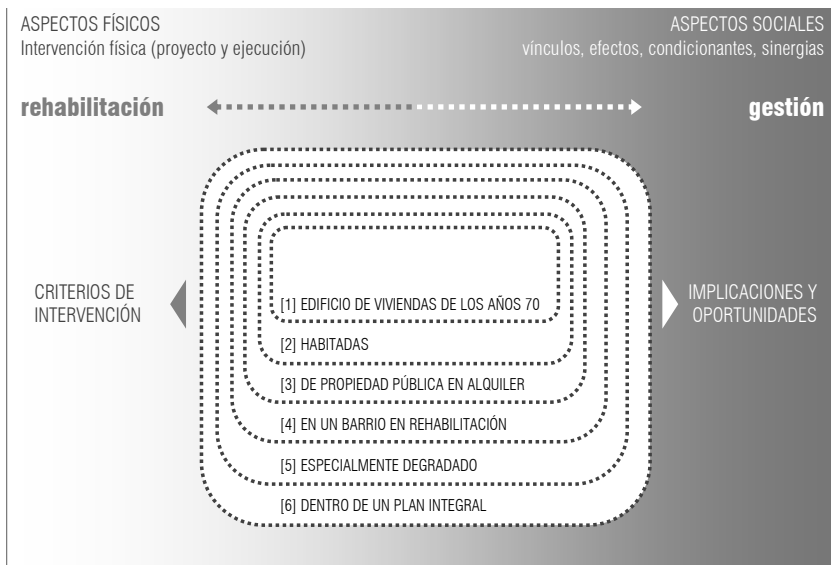 ASPECTOS FÍSICOS
Intervención física (proyecto y ejecución)
ASPECTOS SOCIALES
vínculos, efectos, condicionantes, sinergias
rehabilitación
gestión
CRITERIOS DE
INTERVENCIÓN
[1] EDIFICIO DE VIVIENDAS DE LOS AÑOS 70
[2] HABITADAS
[3] DE PROPIEDAD PÚBLICA EN ALQUILER
[4] EN UN BARRIO EN REHABILITACIÓN
[5] ESPECIALMENTE DEGRADADO
[6] DENTRO DE UN PLAN INTEGRAL
IMPLICACIONES Y
OPORTUNIDADES